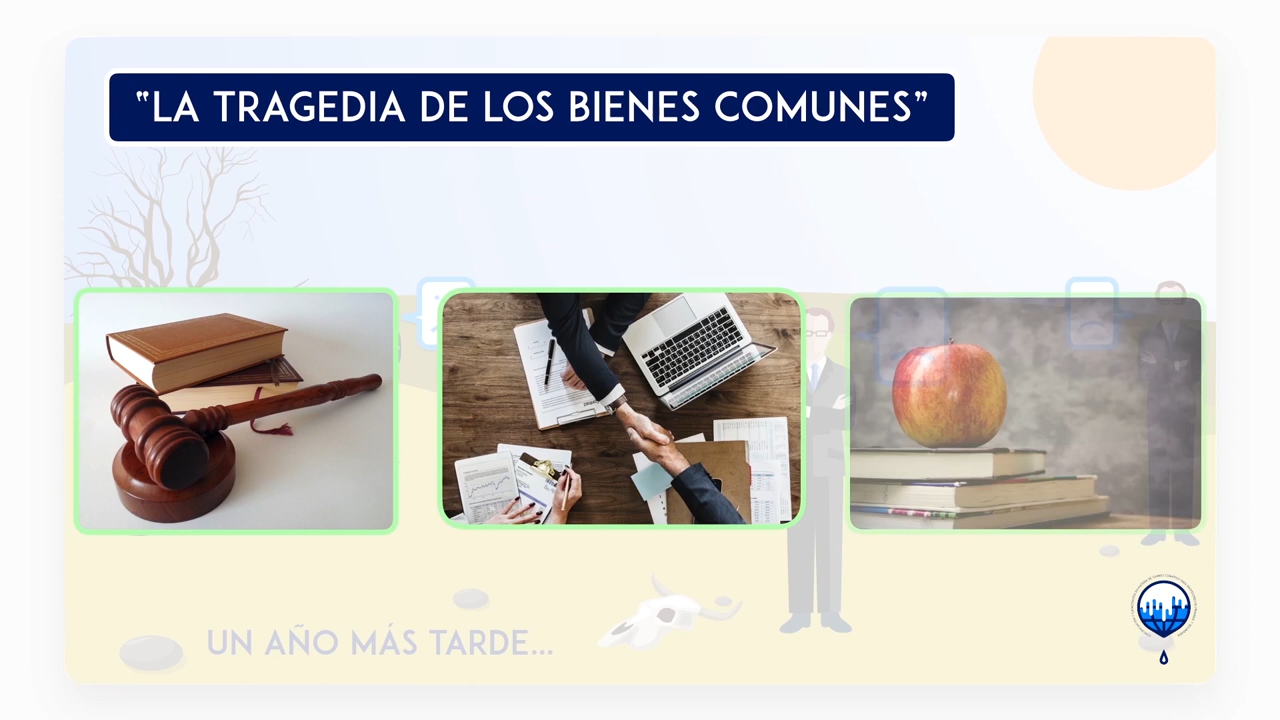 “LA TRAGEDIA DE LOS BIENES COMUNES”
UN AÑO MÁS TARDE...